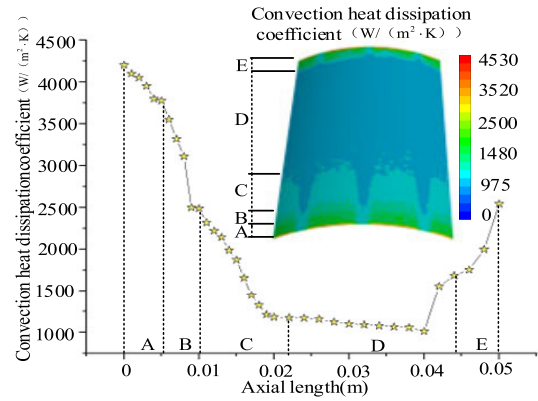 Convection heat dissipation
coefficient（W/（m²·K）
E
D
C
B
A
4530
3520
2500
1480
975
0
Convection heat dissipationcoefficient（W/（m²·K）
4500
4000
3500
3000
2500
2000
1500
1000
A B C D E
0 0.01 0.02 0.03 0.04 0.05
Axial length(m)